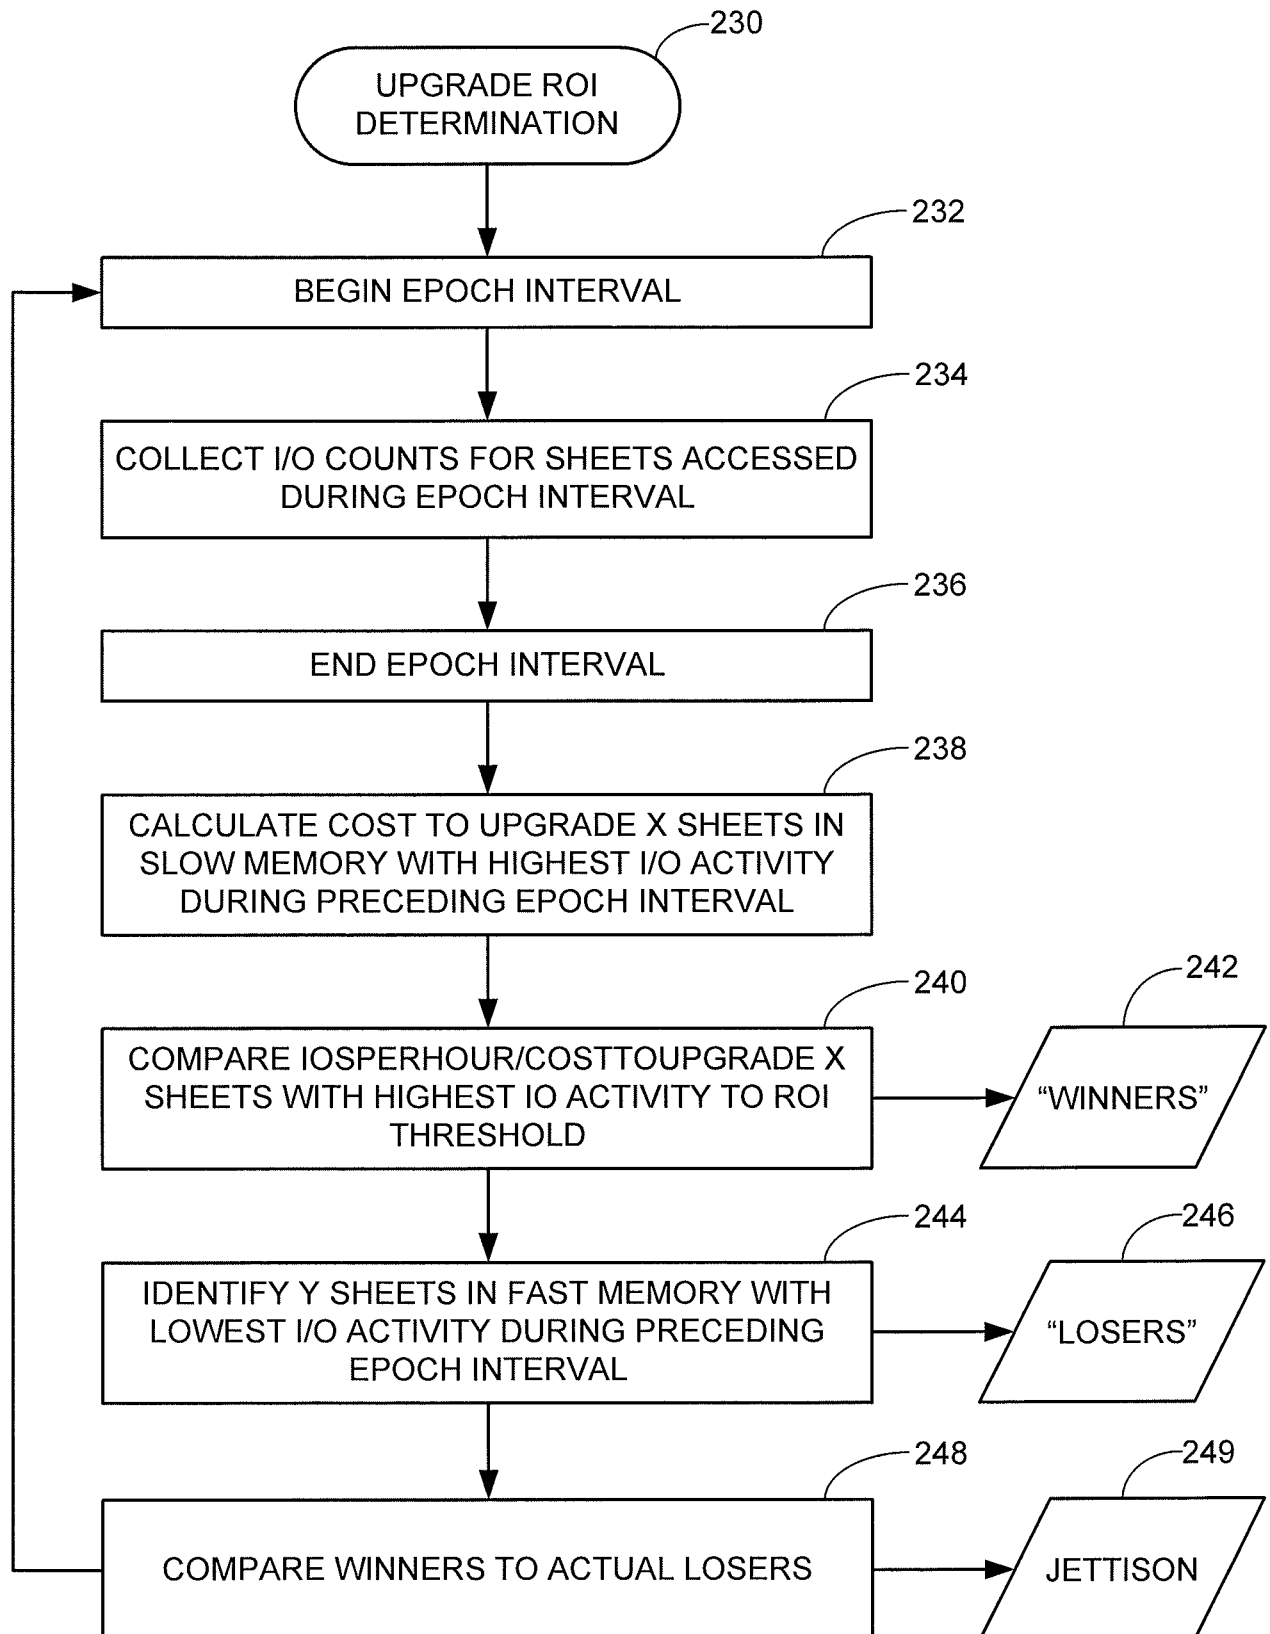 230
UPGRADE ROI
DETERMINATION
232
BEGIN EPOCH INTERVAL
234
COLLECT I/O COUNTS FOR SHEETS ACCESSED
DURING EPOCH INTERVAL
236
END EPOCH INTERVAL
238
CALCULATE COST TO UPGRADE X SHEETS IN
SLOW MEMORY WITH HIGHEST I/O ACTIVITY
DURING PRECEDING EPOCH INTERVAL
240
242
COMPARE IOSPERHOUR/COSTTOUPGRADE X
SHEETS WITH HIGHEST IO ACTIVITY TO ROI
THRESHOLD
“WINNERS”
244
246
IDENTIFY Y SHEETS IN FAST MEMORY WITH
LOWEST I/O ACTIVITY DURING PRECEDING
EPOCH INTERVAL
“LOSERS”
248
249
COMPARE WINNERS TO ACTUAL LOSERS
JETTISON